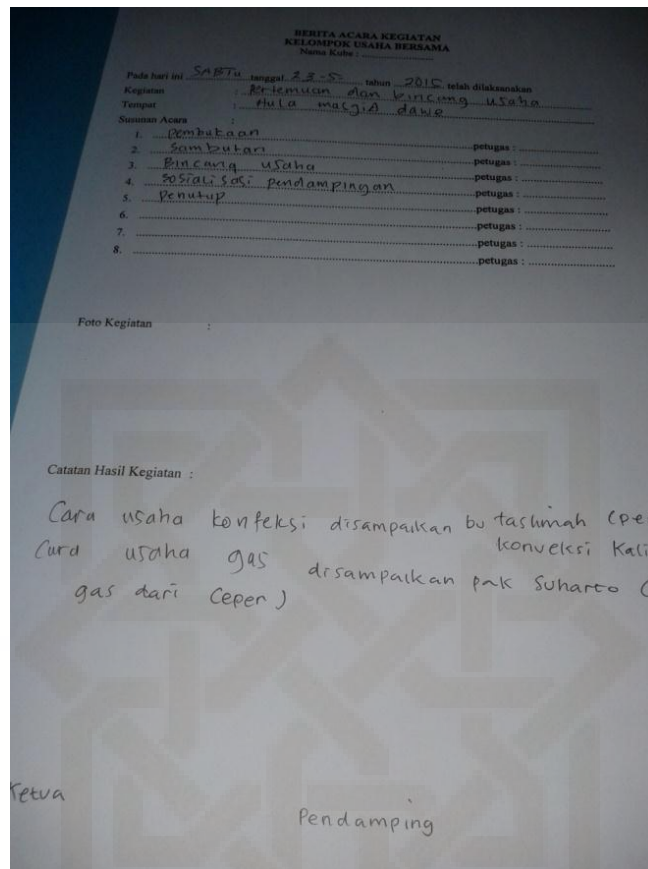 BERITA ACARA KEGIATAN
KELOMPOK USAHA BERSAMA
Nama Kube :
Pada hari ini SABTU tanggal 23-5- tahun 2015 telah dilaksanakan
Kegiatan : Pertemuan dan bincang usaha
Tempat : Hula masjid dawe
Susunan Acara :
1. Pembukaan
2. Sambutan petugas :
3. Bincang usaha petugas :
4. Sosialisasi pendampingan petugas :
5. Penutup petugas :
6. petugas :
7. petugas :
8. petugas :
petugas :
Foto Kegiatan :
Catatan Hasil Kegiatan :
Cara usaha konfeksi disampaikan bu taslimah (pe
konveksi Kali
Cara usaha gas disampaikan pak Suharto (
gas dari Ceper)
Ketua
Pendamping